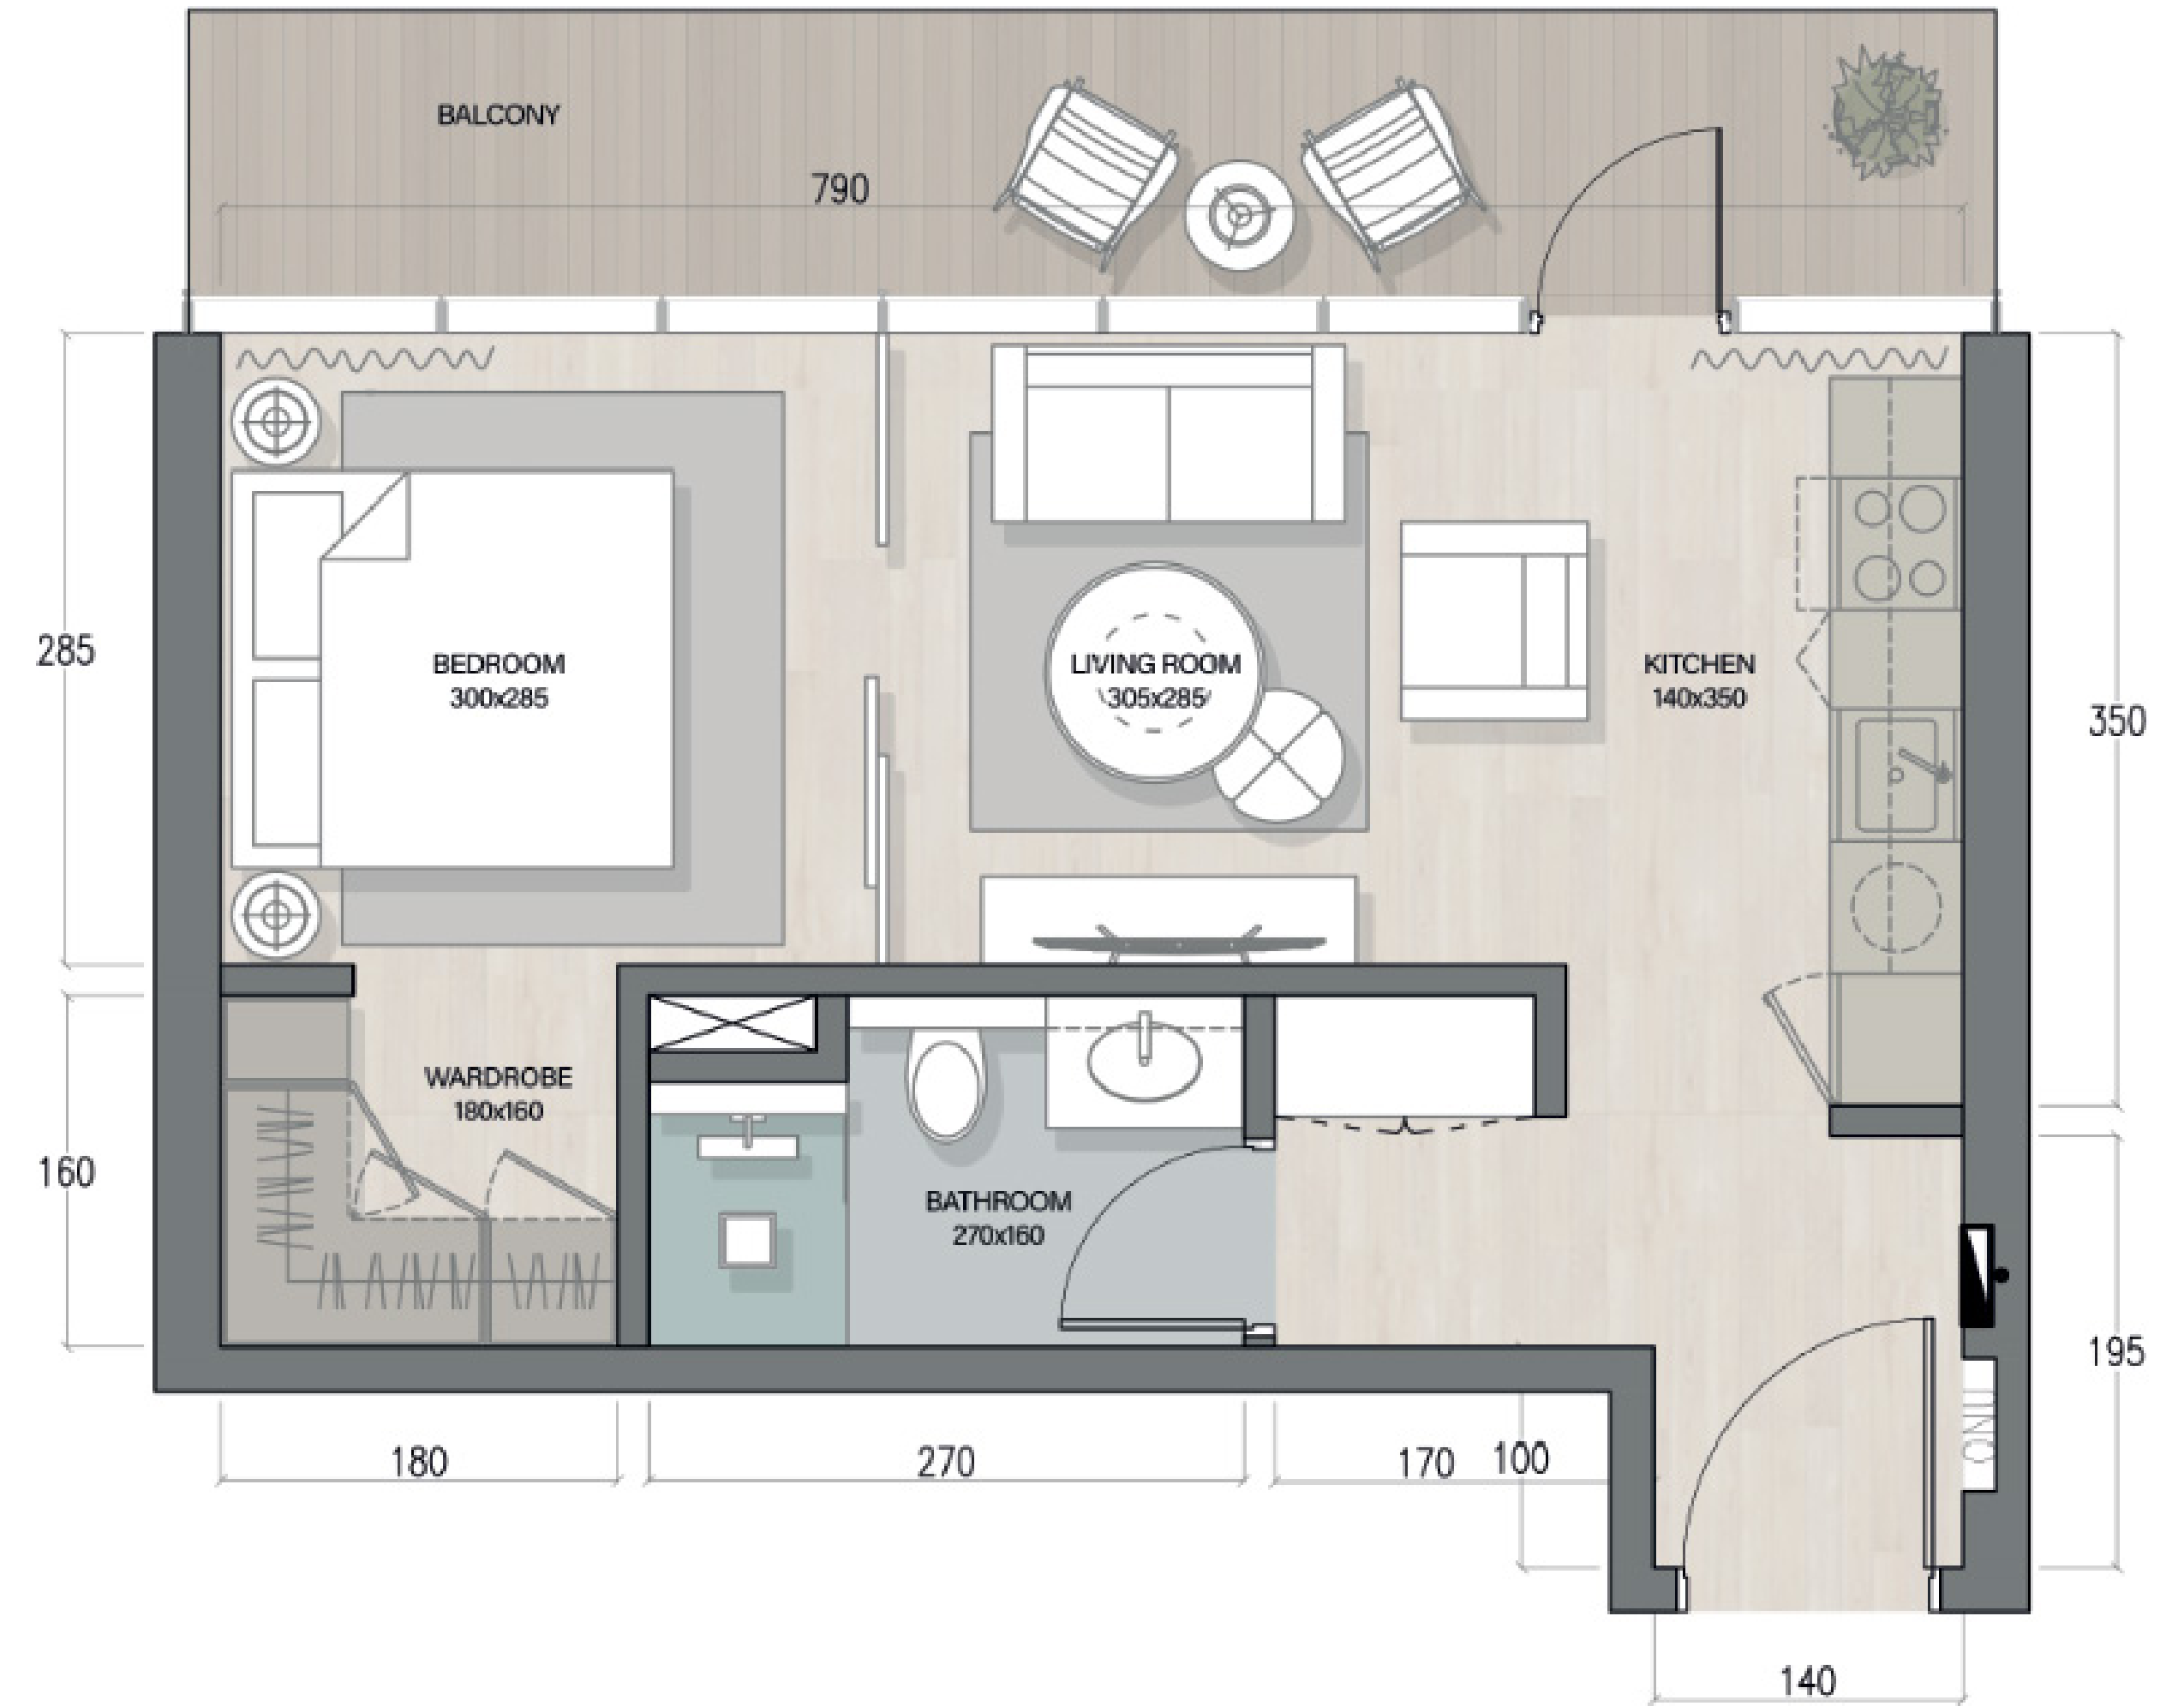 BALCONY
790
285
BEDROOM
300x285
LIVING ROOM
305x285
KITCHEN
140x350
350
WARDROBE
180x160
160
BATHROOM
270x160
195
ONU
180
270
170
100
140